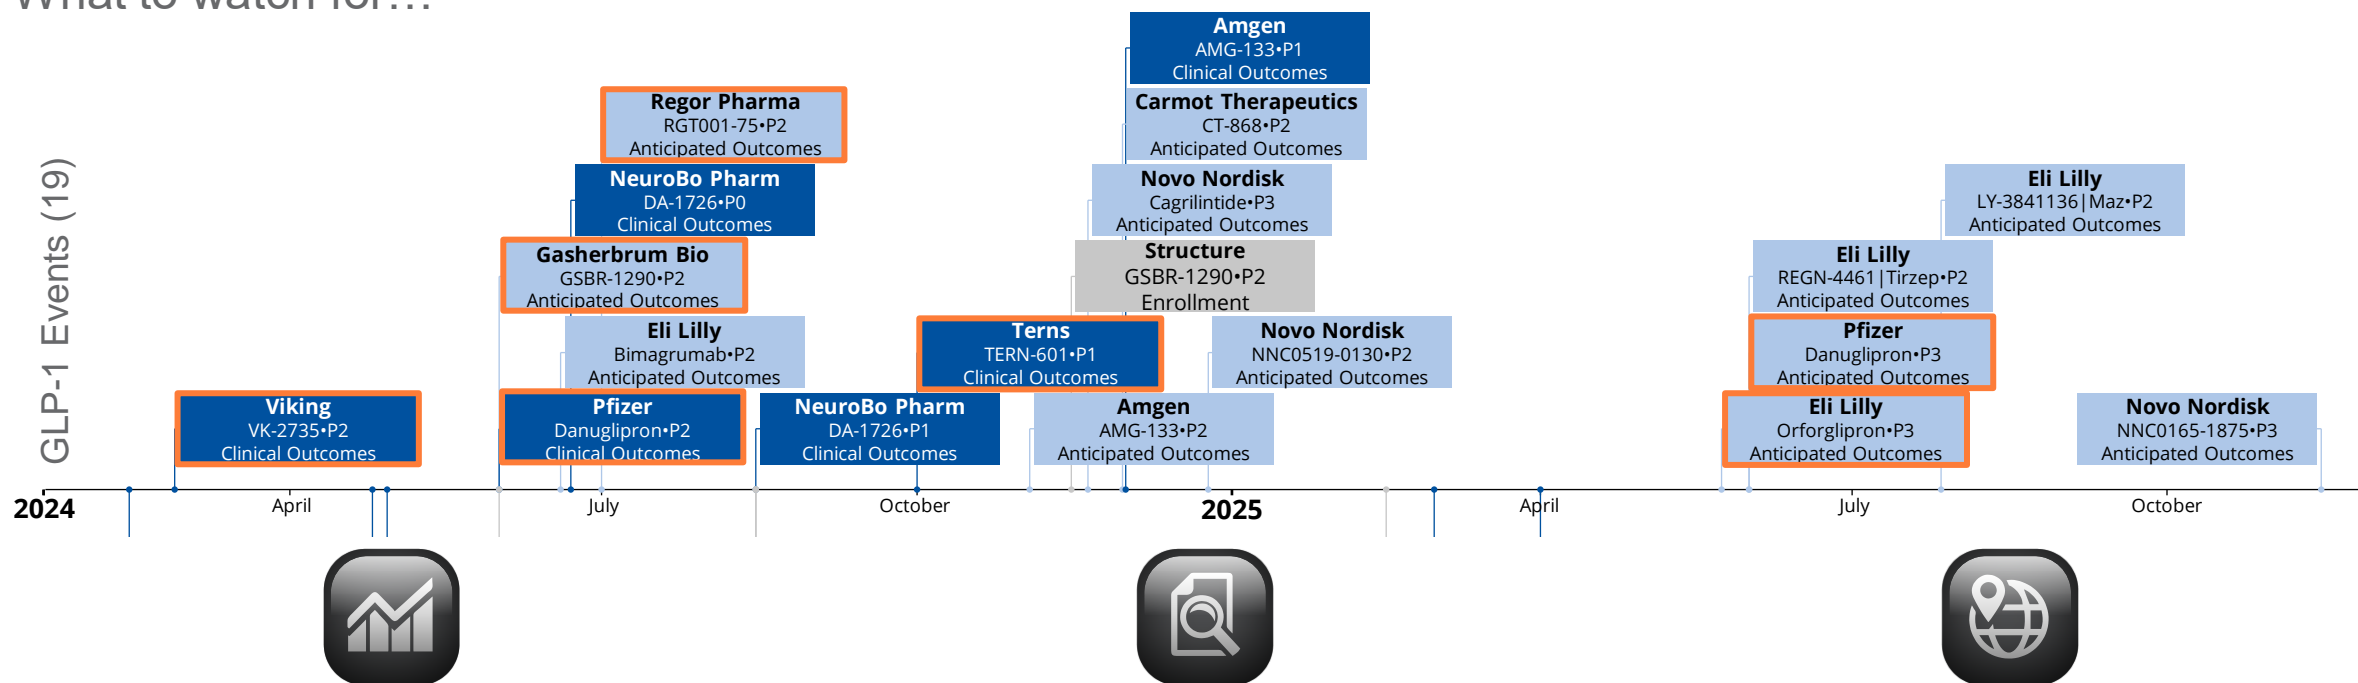 What to watch for…
GLP-1 Events (19)
Amgen
AMG-133•P1
Clinical Outcomes
Regor Pharma
RGT001-75•P2
Anticipated Outcomes
Carmot Therapeutics
CT-868•P2
Anticipated Outcomes
NeuroBo Pharm
DA-1726•P0
Clinical Outcomes
Novo Nordisk
Cagrilintide•P3
Anticipated Outcomes
Eli Lilly
LY-3841136|Maz•P2
Anticipated Outcomes
Gasherbrum Bio
GSBR-1290•P2
Anticipated Outcomes
Structure
GSBR-1290•P2
Enrollment
Eli Lilly
REGN-4461|Tirzep•P2
Anticipated Outcomes
Eli Lilly
Bimagrumab•P2
Anticipated Outcomes
Terns
TERN-601•P1
Clinical Outcomes
Novo Nordisk
NNC0519-0130•P2
Anticipated Outcomes
Pfizer
Danuglipron•P3
Anticipated Outcomes
Viking
VK-2735•P2
Clinical Outcomes
Pfizer
Danuglipron•P2
Clinical Outcomes
NeuroBo Pharm
DA-1726•P1
Clinical Outcomes
Amgen
AMG-133•P2
Anticipated Outcomes
Eli Lilly
Orforglipron•P3
Anticipated Outcomes
Novo Nordisk
NNC0165-1875•P3
Anticipated Outcomes
2024
April
July
October
2025
April
July
October